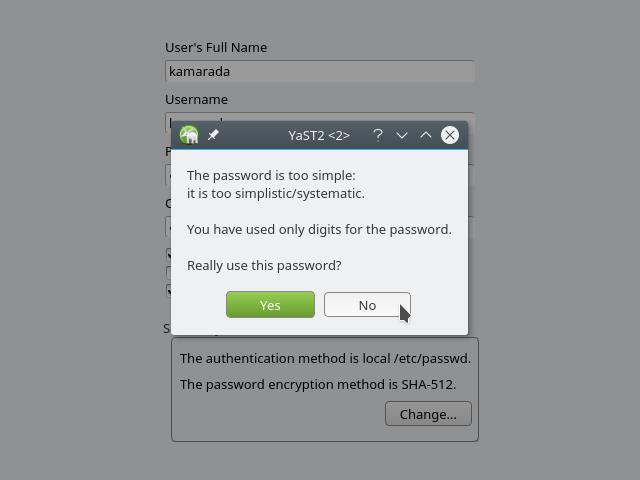 User's Full Name
kamarada
Username
YaST2 <2>
The password is too simple:
it is too simplistic/systematic.
You have used only digits for the password.
Really use this password?
Yes
No
The authentication method is local /etc/passwd.
The password encryption method is SHA-512.
Change...